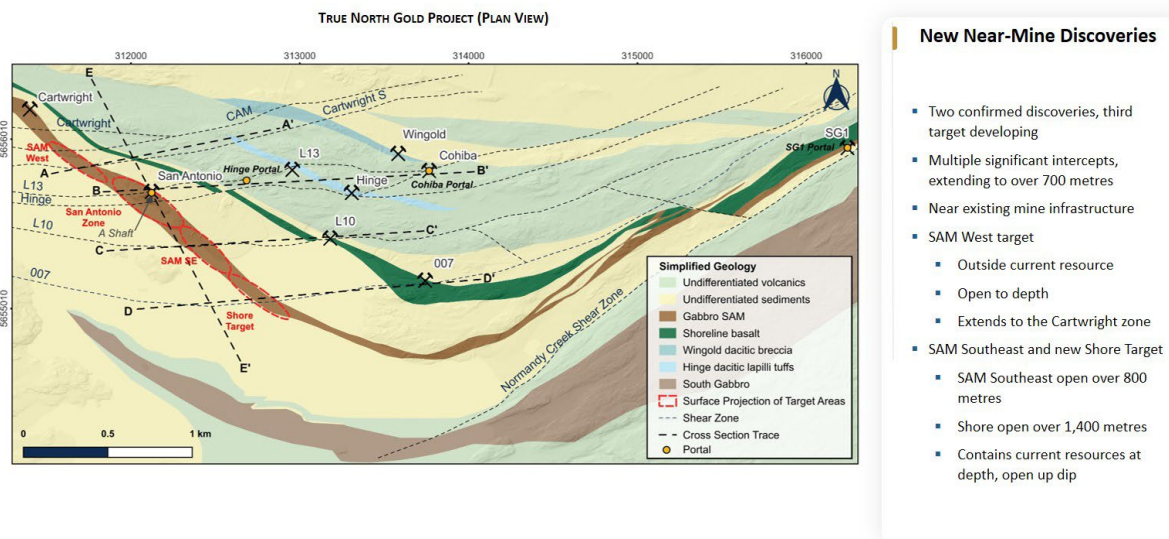 TRUE NORTH GOLD PROJECT (PLAN VIEW)
312000
313000
314000
315000
316000
5656010
5655010
E
N
Cartwright
Cartwright
CAM
Cartwright S
A'
Wingold
SG1
SG1 Portal
SAM
West
L13
Cohiba
A
San Antonio
Hinge Portal
B'
L13
B
Hinge
Cohiba Portal
Hinge
San Antonio
Zone
A Shaft
L10
L10
C'
C
SAM SE
007
007
D'
D
Shore
Target
E'
Normandy Creek Shear Zone
0
0.5
1 km
Simplified Geology
Undifferentiated volcanics
Undifferentiated sediments
Gabbro SAM
Shoreline basalt
Wingold dacitic breccia
Hinge dacitic lapilli tuffs
South Gabbro
Surface Projection of Target Areas
Shear Zone
Cross Section Trace
Portal
New Near-Mine Discoveries
Two confirmed discoveries, third
target developing
Multiple significant intercepts,
extending to over 700 metres
Near existing mine infrastructure
SAM West target
Outside current resource
Open to depth
Extends to the Cartwright zone
SAM Southeast and new Shore Target
SAM Southeast open over 800
metres
Shore open over 1,400 metres
Contains current resources at
depth, open up dip